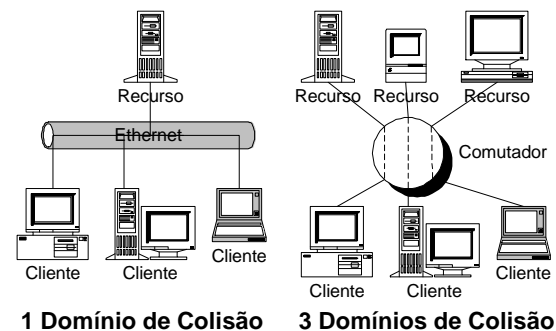 Recurso
Recurso Recurso Recurso
Ethernet
Comutador
Cliente Cliente Cliente
Cliente Cliente Cliente
1 Domínio de Colisão 3 Domínios de Colisão